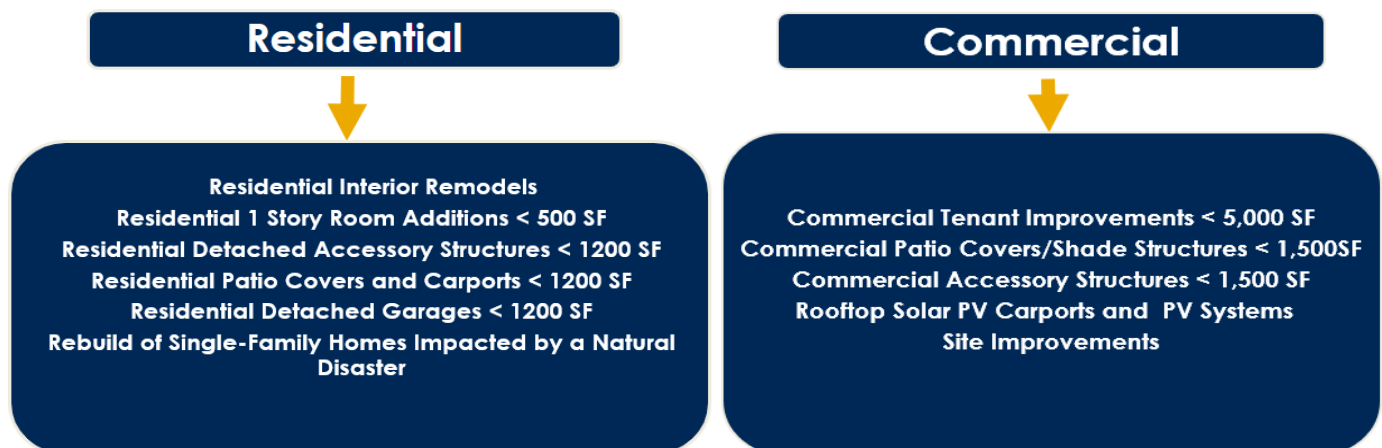 Residential
Residential Interior Remodels
Residential 1 Story Room Additions < 500 SF
Residential Detached Accessory Structures < 1200 SF
Residential Patio Covers and Carports < 1200 SF
Residential Detached Garages < 1200 SF
Rebuild of Single-Family Homes Impacted by a Natural
Disaster
Commercial
Commercial Tenant Improvements < 5,000 SF
Commercial Patio Covers/Shade Structures < 1,500SF
Commercial Accessory Structures < 1,500 SF
Rooftop Solar PV Carports and PV Systems
Site Improvements